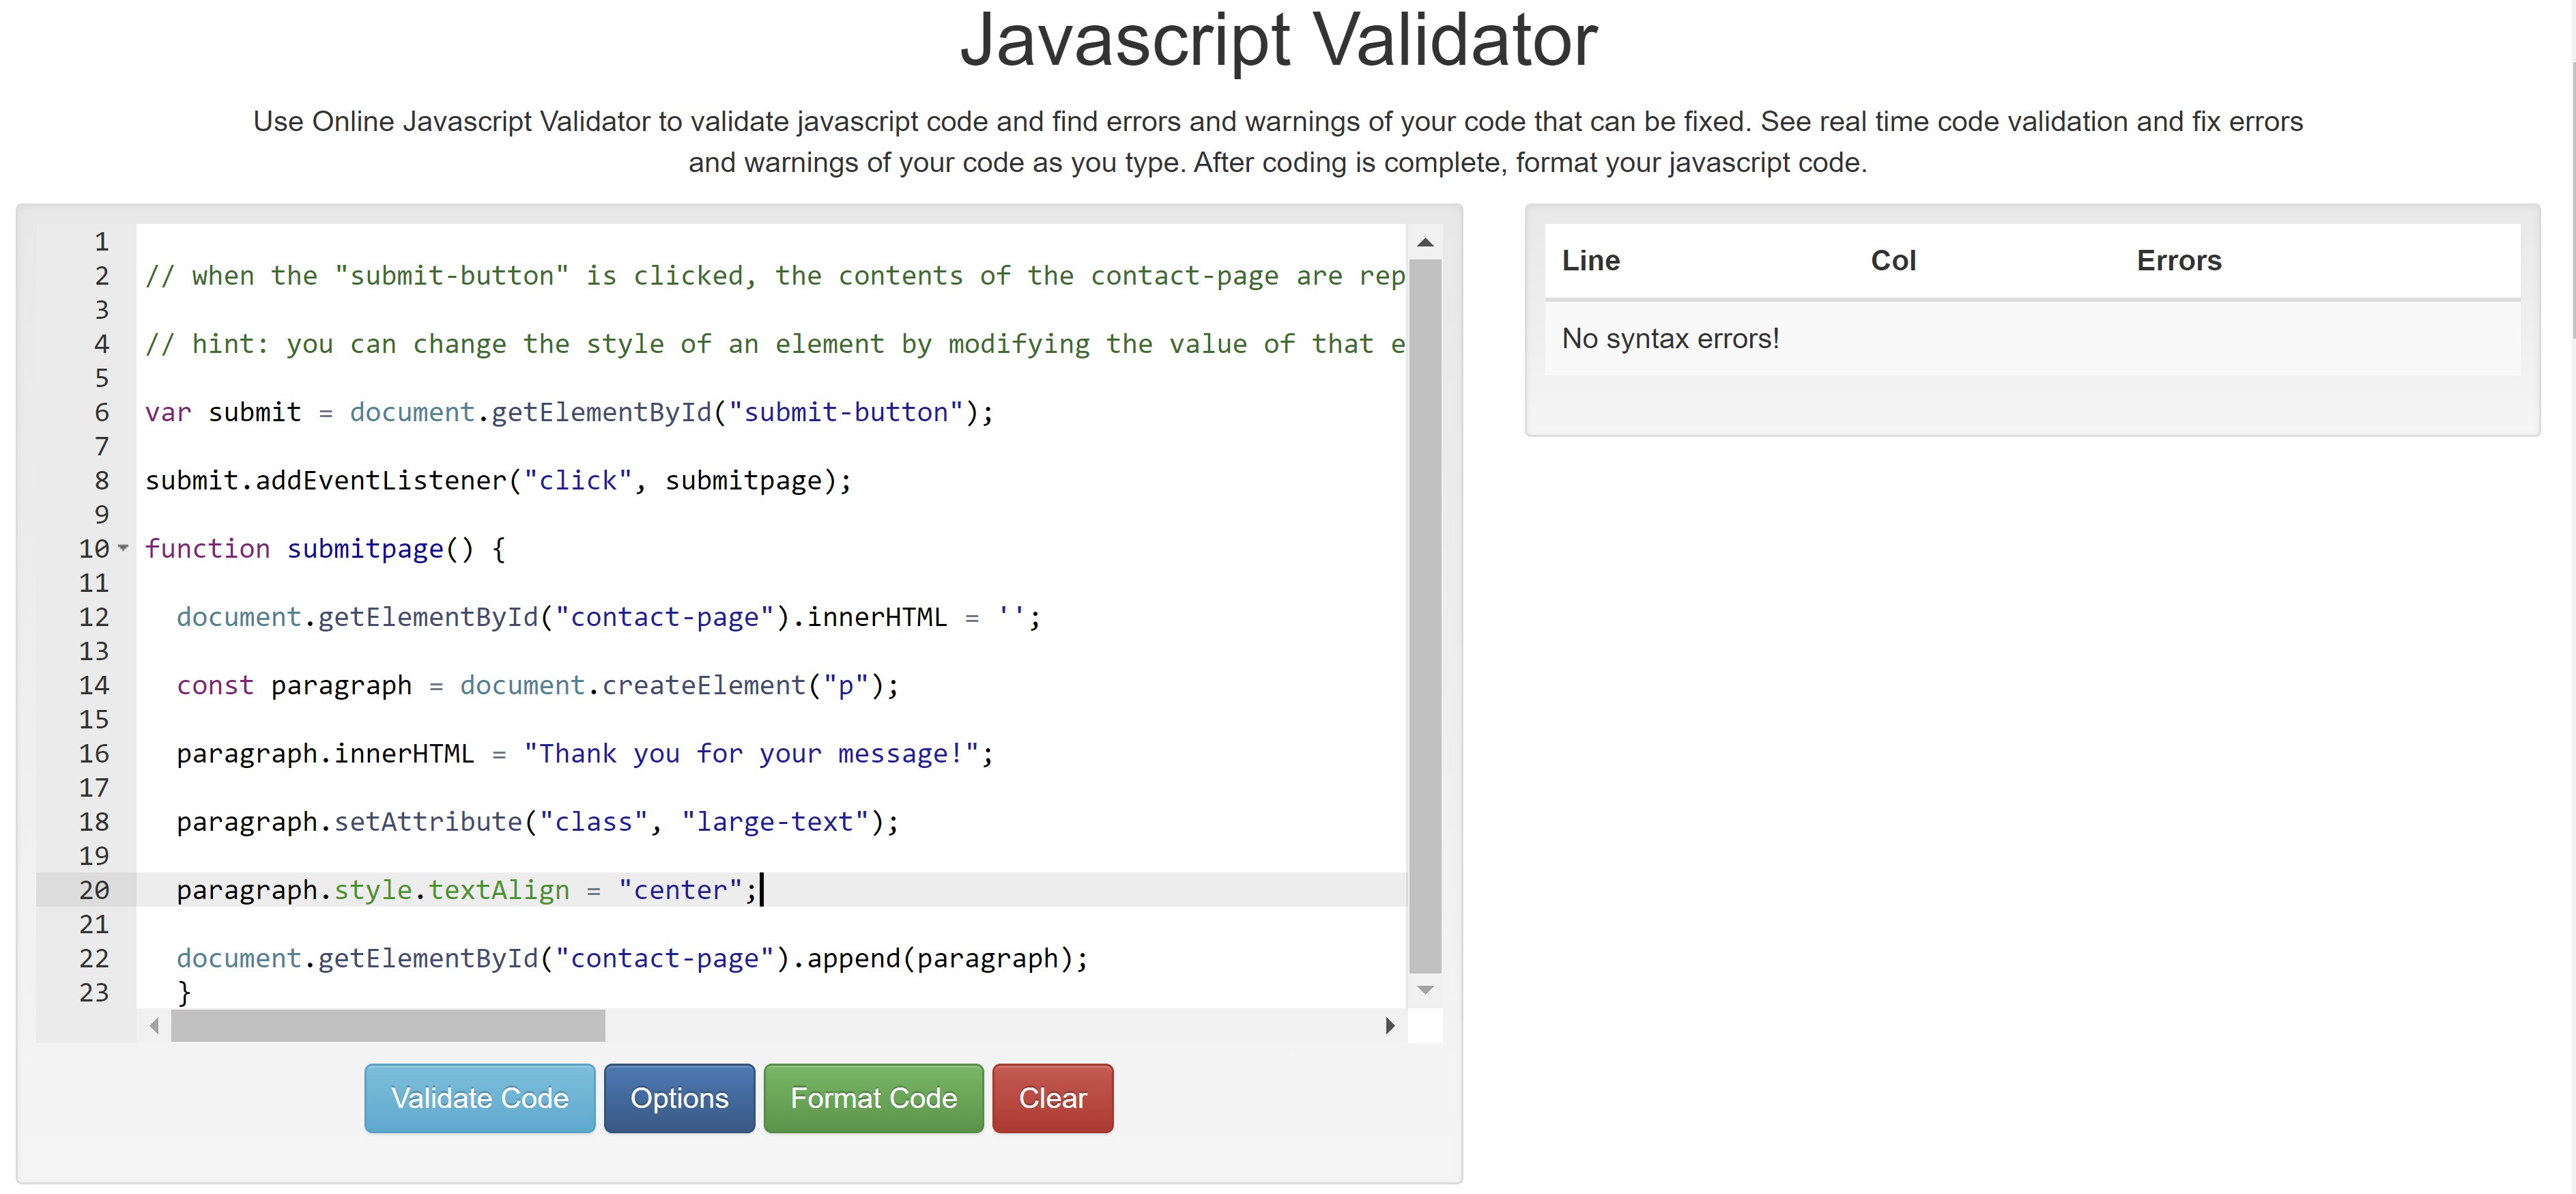 Javascript Validator
Use Online Javascript Validator to validate javascript code and find errors and warnings of your code that can be fixed. See real time code validation and fix errors
and warnings of your code as you type. After coding is complete, format your javascript code.
1
2 // when the "submit-button" is clicked, the contents of the contact-page are rep
3
4 // hint: you can change the style of an element by modifying the value of that e
5
6 var submit = document.getElementById("submit-button");
7
8 submit.addEventListener("click", submitpage);
9
10 function submitpage() {
11
12 document.getElementById("contact-page").innerHTML = '';
13
14 const paragraph = document.createElement("p");
15
16 paragraph.innerHTML = "Thank you for your message!";
17
18 paragraph.setAttribute("class", "large-text");
19
20 paragraph.style.textAlign = "center";
21
22 document.getElementById("contact-page").append(paragraph);
23 }
Validate Code Options Format Code Clear
Line Col Errors
No syntax errors!